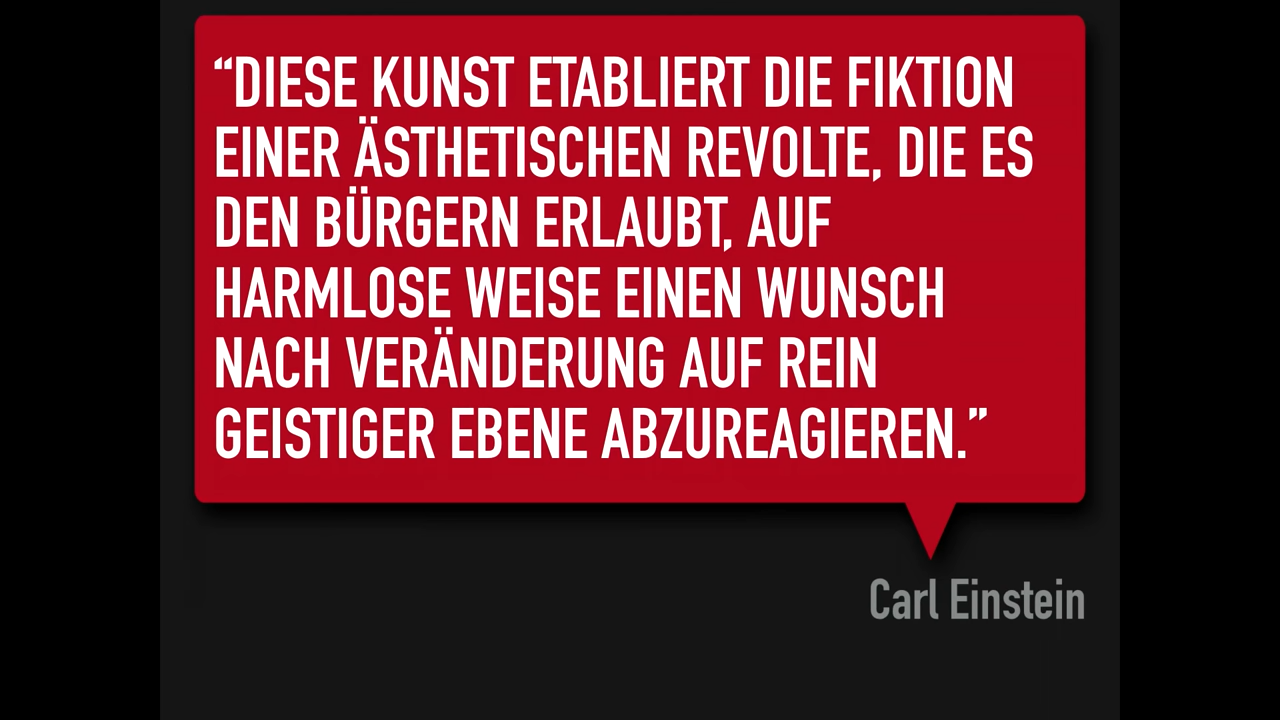 “DIESE KUNST ETABLIERT DIE FIKTION
EINER ÄSTHETISCHEN REVOLTE, DIE ES
DEN BÜRGERN ERLAUBT, AUF
HARMLOSE WEISE EINEN WUNSCH
NACH VERÄNDERUNG AUF REIN
GEISTIGER EBENE ABZUREAGIEREN.”
Carl Einstein